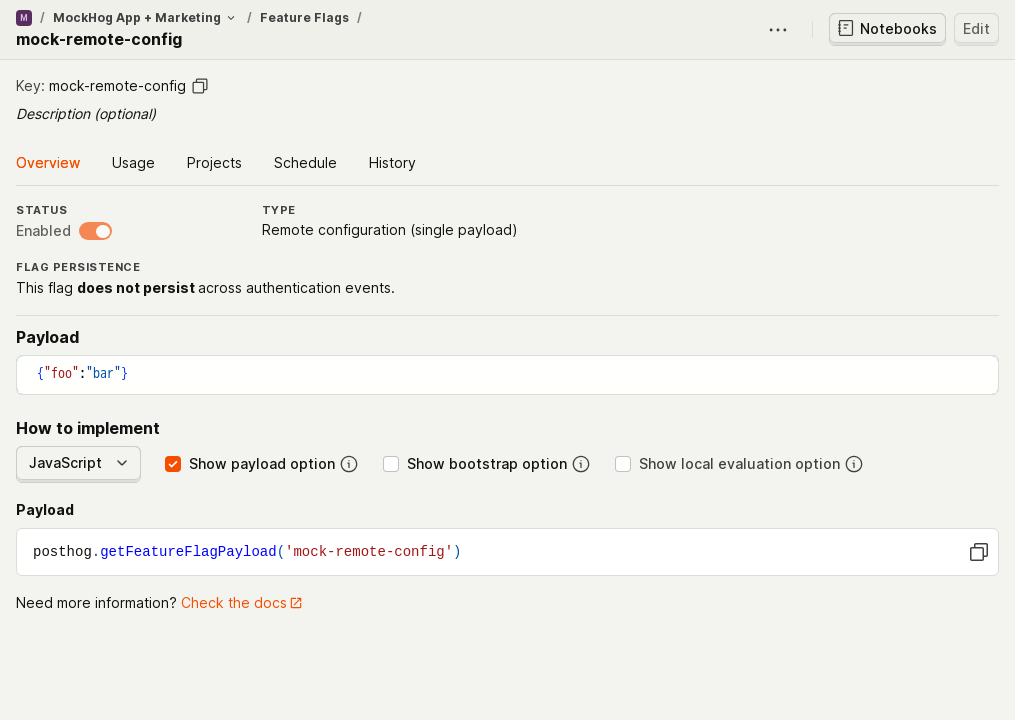 M / MockHog App + Marketing / Feature Flags /
mock-remote-config
Notebooks
Edit
Key: mock-remote-config
Description (optional)
Overview Usage Projects Schedule History
STATUS
Enabled
TYPE
Remote configuration (single payload)
FLAG PERSISTENCE
This flag does not persist across authentication events.
Payload
{"foo":"bar"}
How to implement
JavaScript Show payload option Show bootstrap option Show local evaluation option
Payload
posthog.getFeatureFlagPayload('mock-remote-config')
Need more information? Check the docs